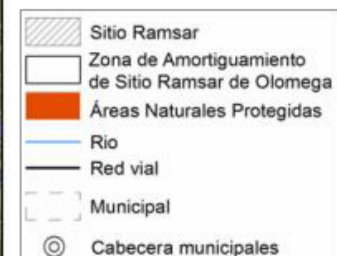 Sitio Ramsar
Zona de Amortiguamiento
de Sitio Ramsar de Olomega
Áreas Naturales Protegidas
Rio
Red vial
Municipal
Cabecera municipales